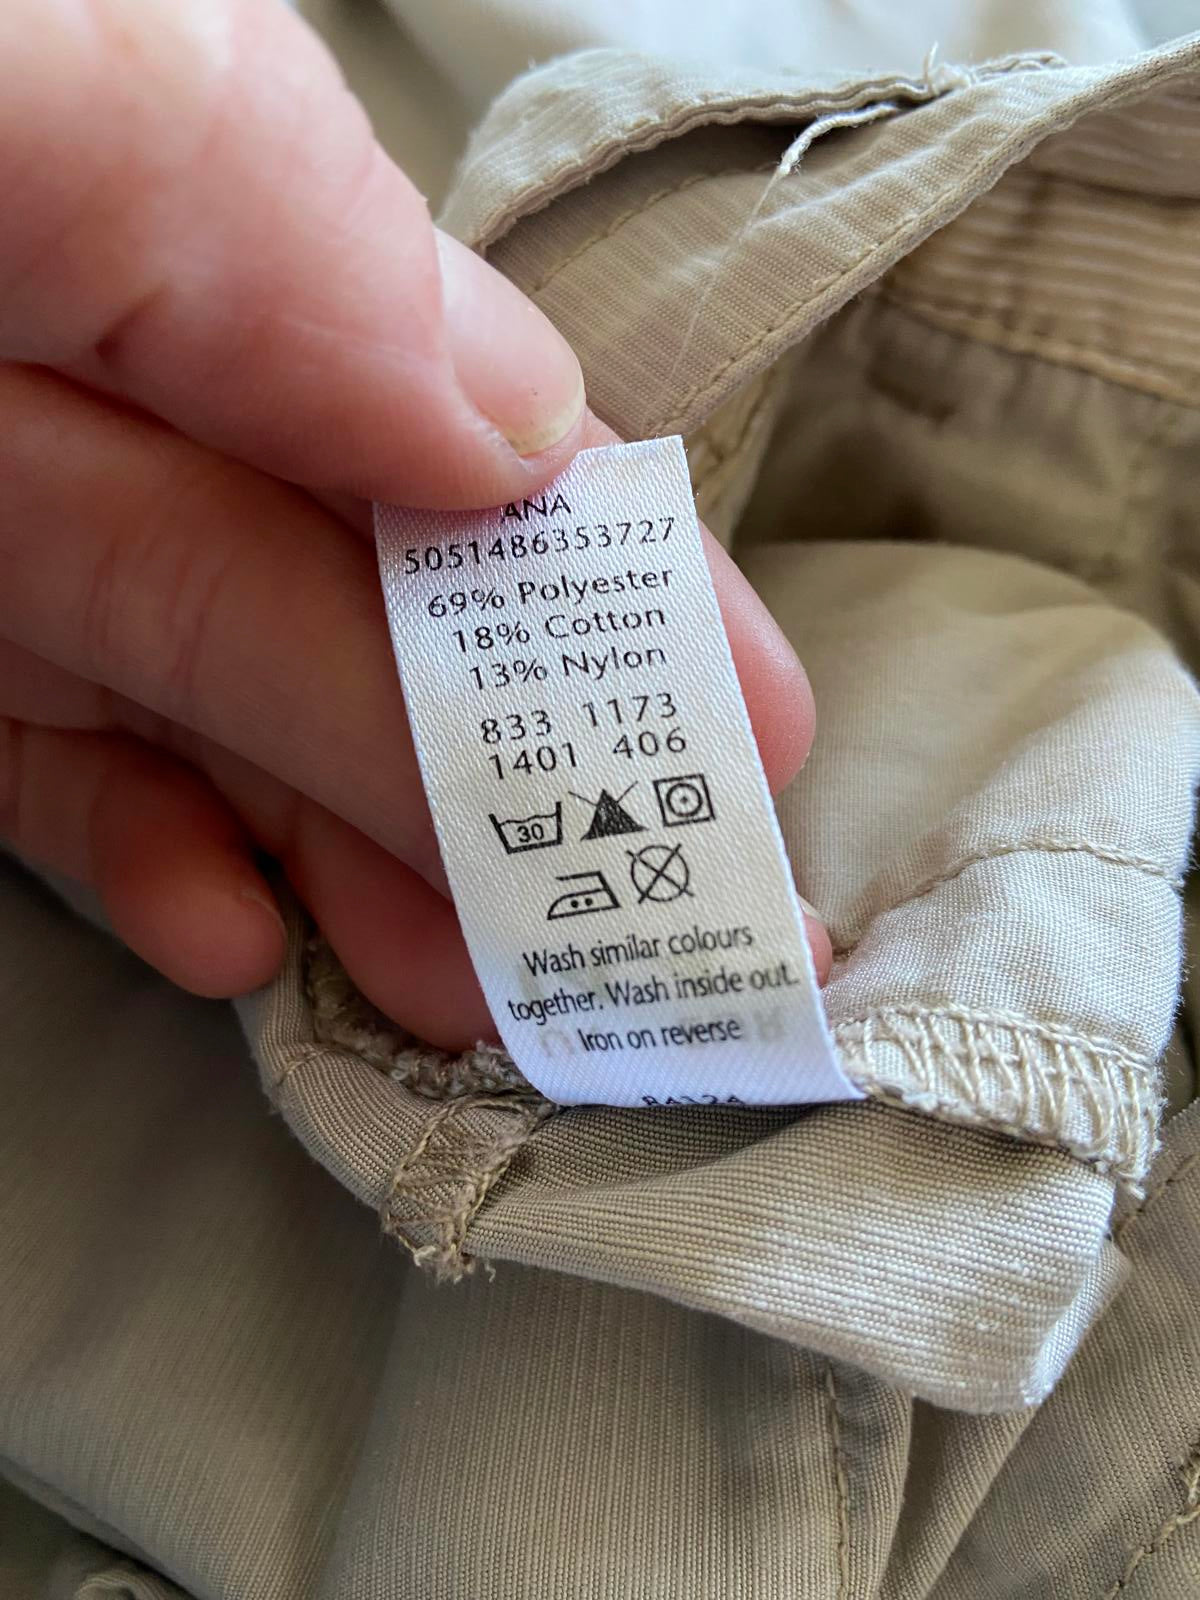 ANA
5051486353727
69% Polyester
18% Cotton
13% Nylon
833 1173
1401 406
30
Wash similar colours
together. Wash inside out.
Iron on reverse